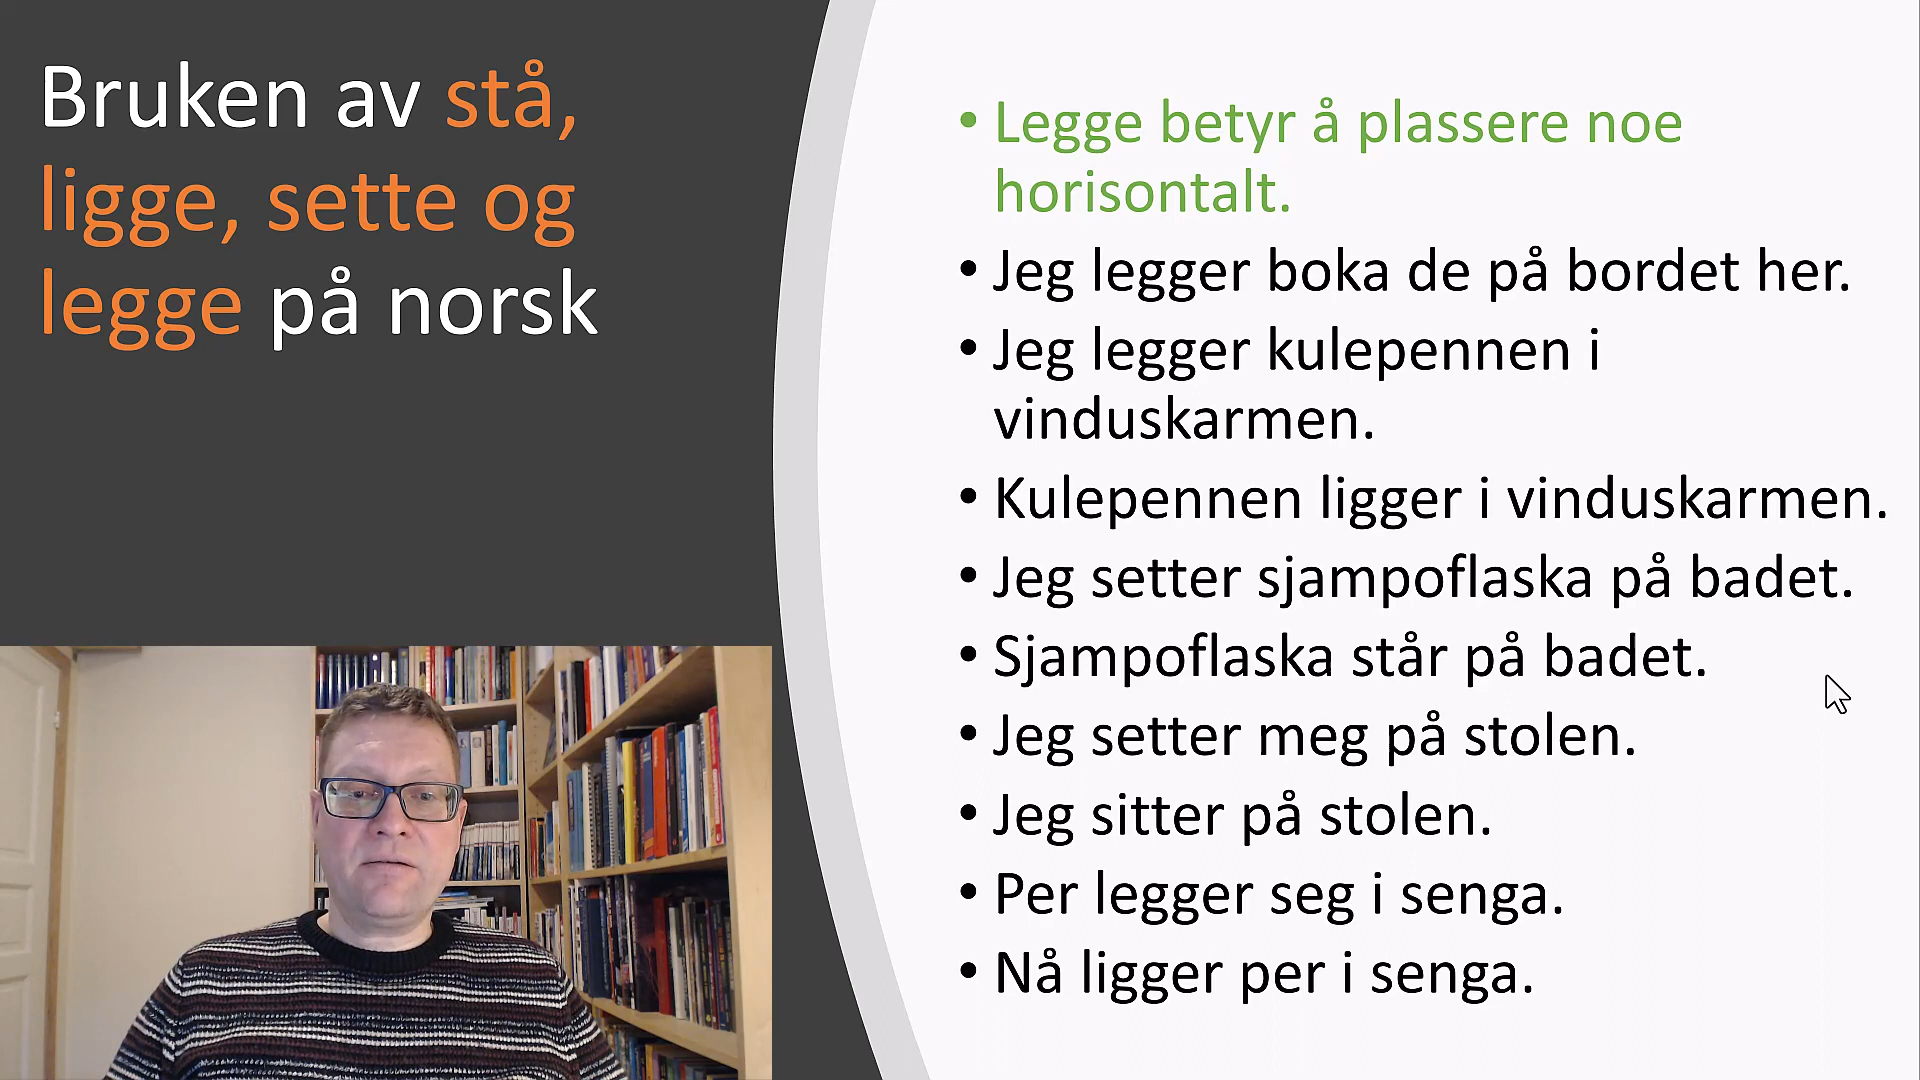 Bruken av stå,
ligge, sette og
legge på norsk
• Legge betyr å plassere noe
horisontalt.
• Jeg legger boka de på bordet her.
• Jeg legger kulepennen i
vinduskarmen.
• Kulepennen ligger i vinduskarmen.
• Jeg setter sjampoflaska på badet.
• Sjampoflaska står på badet.
• Jeg setter meg på stolen.
• Jeg sitter på stolen.
• Per legger seg i senga.
• Nå ligger per i senga.